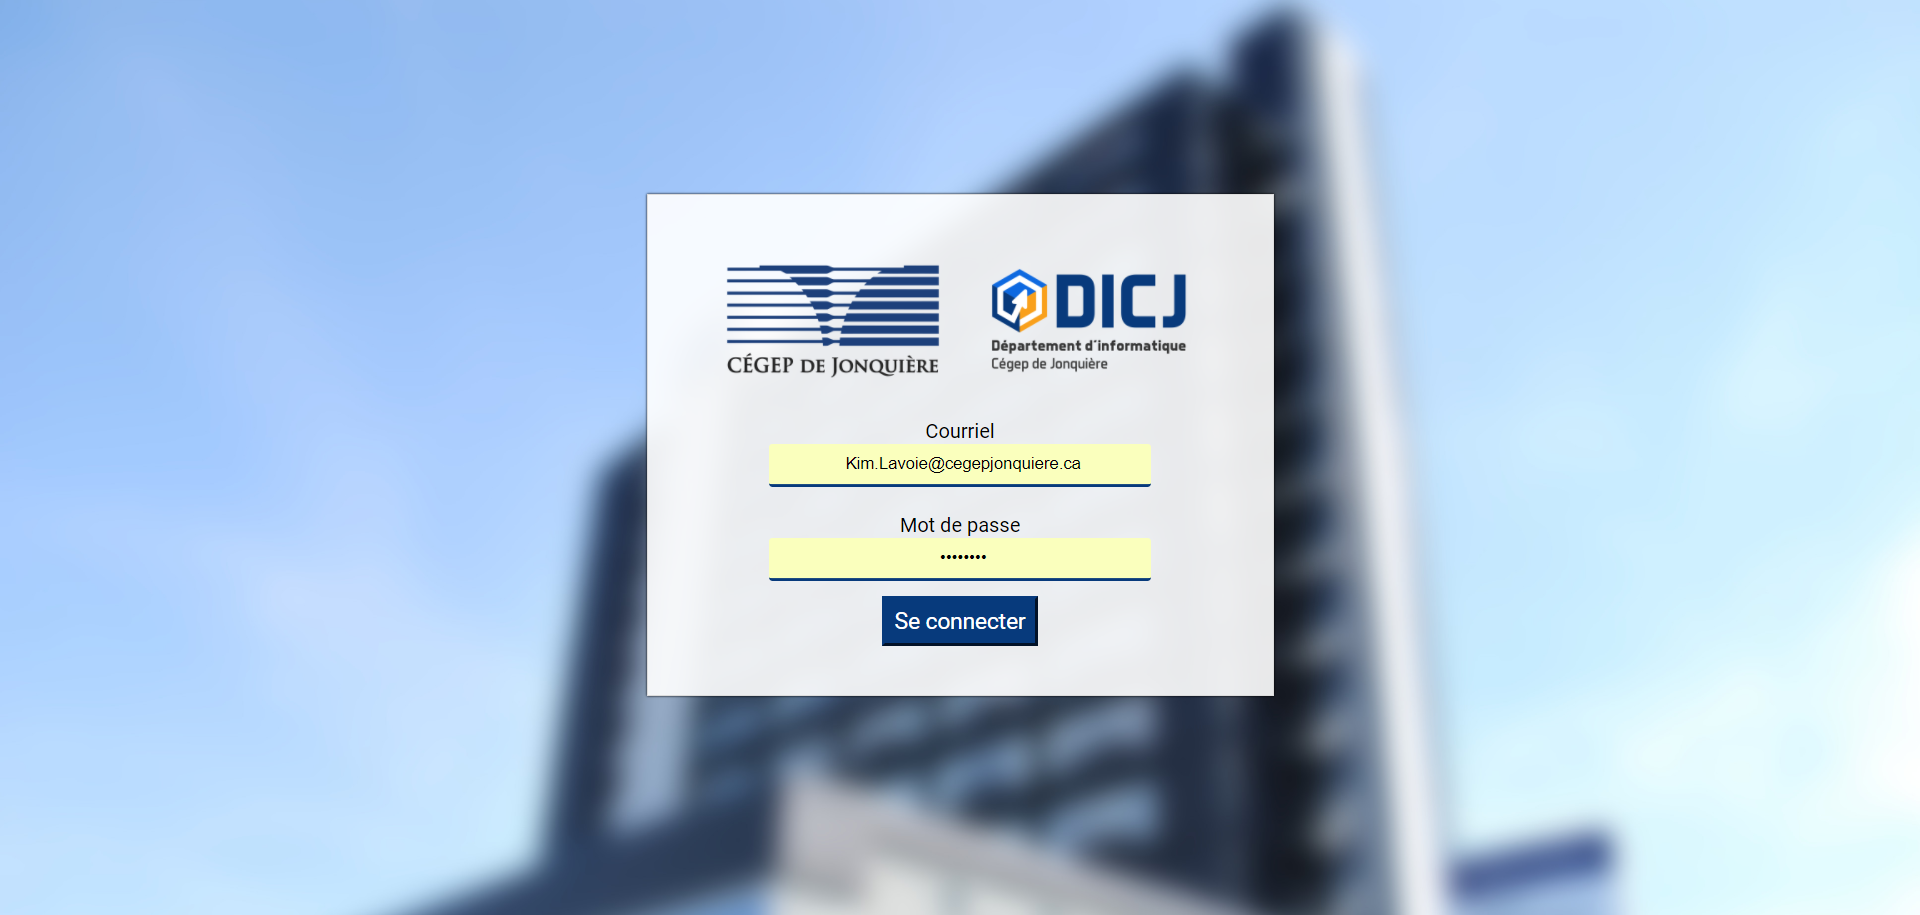 CÉGEP DE JONQUIÈRE
DICJ
Département d'informatique
Cégep de Jonquière
Courriel
Kim.Lavoie@cegepjonquiere.ca
Mot de passe
••••••••
Se connecter